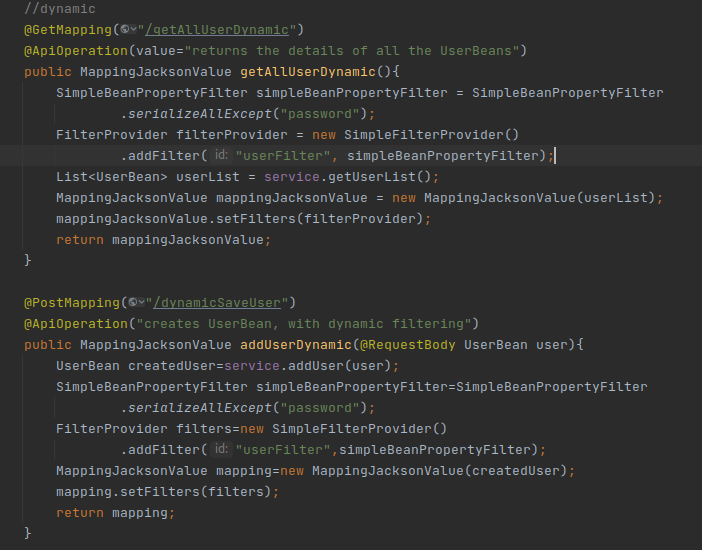 //dynamic
@GetMapping("/getAllUserDynamic")
@ApiOperation(value="returns the details of all the UserBeans")
public MappingJacksonValue getAllUserDynamic(){
SimpleBeanPropertyFilter simpleBeanPropertyFilter = SimpleBeanPropertyFilter
.serializeAllExcept("password");
FilterProvider filterProvider = new SimpleFilterProvider()
.addFilter( id: "userFilter", simpleBeanPropertyFilter);
List<UserBean> userList = service.getUserList();
MappingJacksonValue mappingJacksonValue = new MappingJacksonValue(userList);
mappingJacksonValue.setFilters(filterProvider);
return mappingJacksonValue;
}
@PostMapping("/dynamicSaveUser")
@ApiOperation("creates UserBean, with dynamic filtering")
public MappingJacksonValue addUserDynamic(@RequestBody UserBean user){
UserBean createdUser=service.addUser(user);
SimpleBeanPropertyFilter simpleBeanPropertyFilter=SimpleBeanPropertyFilter
.serializeAllExcept("password");
FilterProvider filters=new SimpleFilterProvider()
.addFilter( id: "userFilter",simpleBeanPropertyFilter);
MappingJacksonValue mapping=new MappingJacksonValue(createdUser);
mapping.setFilters(filters);
return mapping;
}